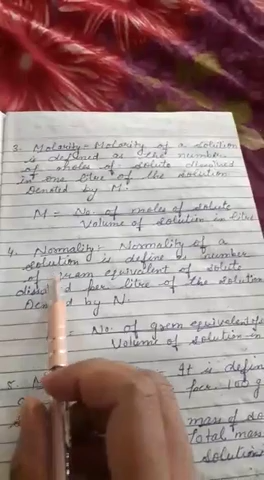 3. Molarity - Molarity of a solution
is defined as the number
of moles of solute dissolved
in one litre of the solution
Denoted by M.
M = No. of moles of solute
Volume of solution in litre
4. Normality - Normality of a
solution is define as number
of gram equivalent of solute
per litre of the solution
Denoted by N.
= No. of gram equivalent
Volume of solution in
5. It is defin
per 100 g
mass of so
Total mass
solution